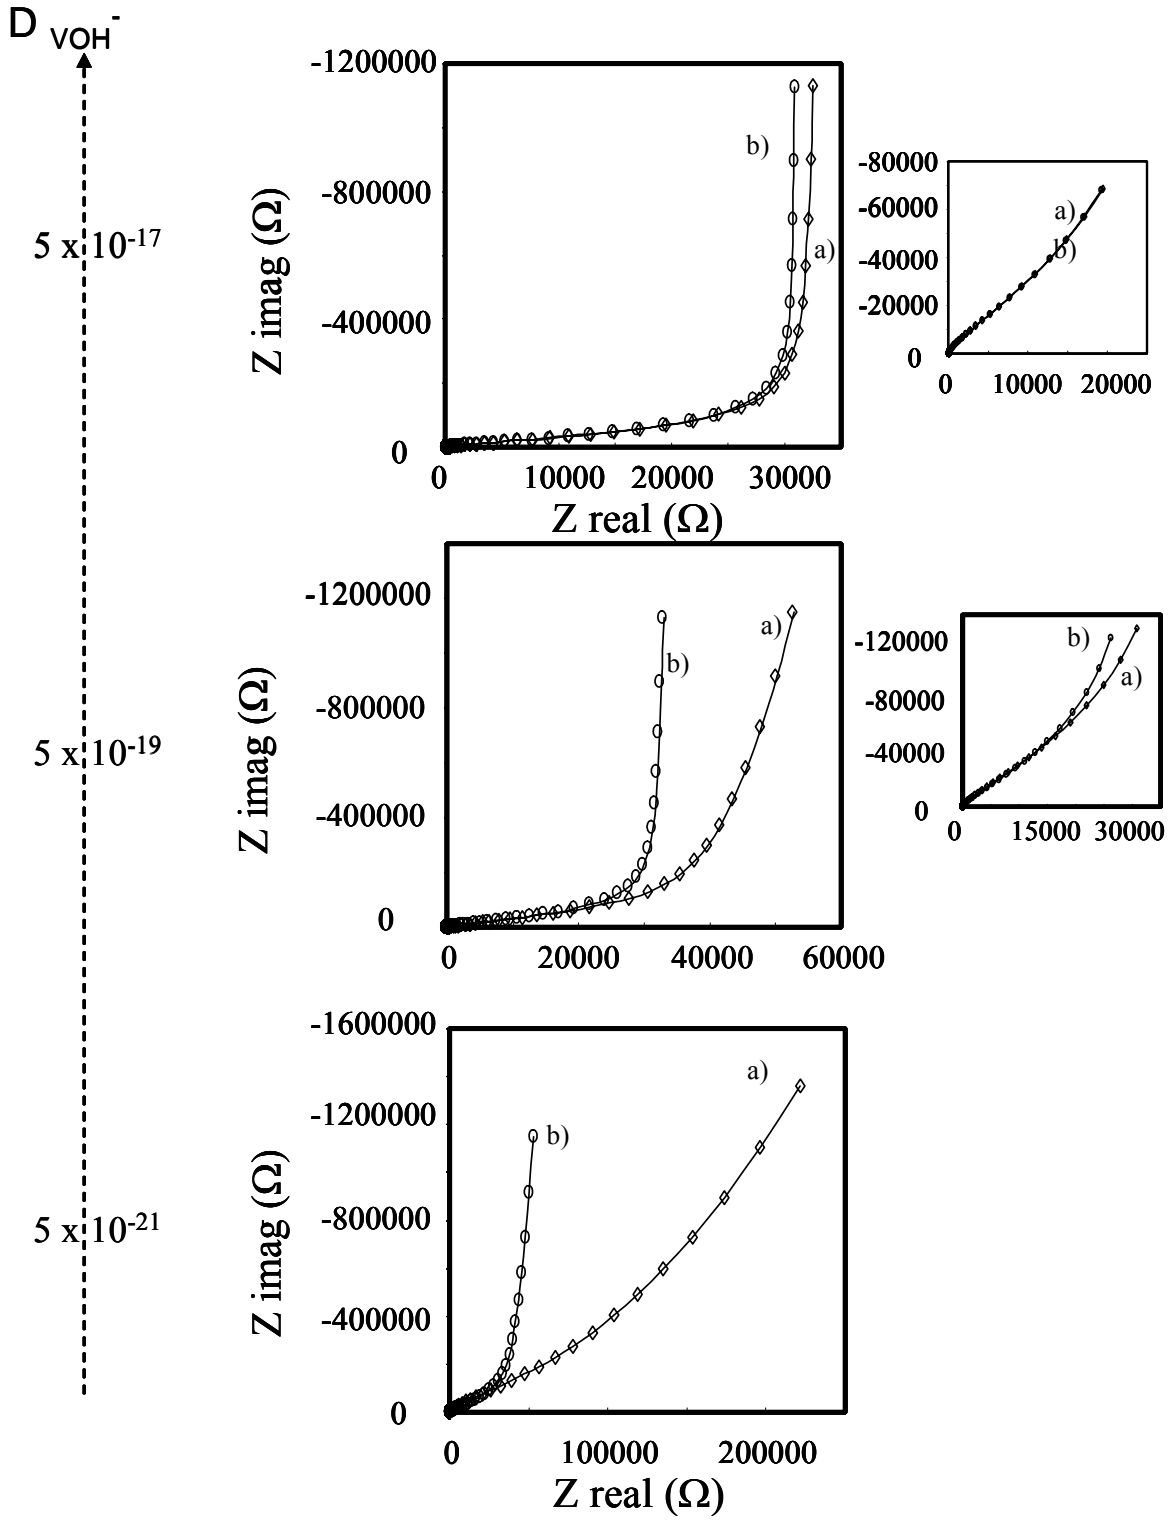 D VOH-
-1200000
-800000
-400000
0
Z imag (Ω)
b)
a)
0 10000 20000 30000
Z real (Ω)
-80000
-60000
-40000
-20000
0
a)
b)
0 10000 20000
5 x 10-17
-1200000
-800000
-400000
0
Z imag (Ω)
a)
b)
0 20000 40000 60000
-120000
-80000
-40000
0
b)
a)
0 15000 30000
5 x 10-19
-1600000
-1200000
-800000
-400000
0
Z imag (Ω)
a)
b)
0 100000 200000
Z real (Ω)
5 x 10-21